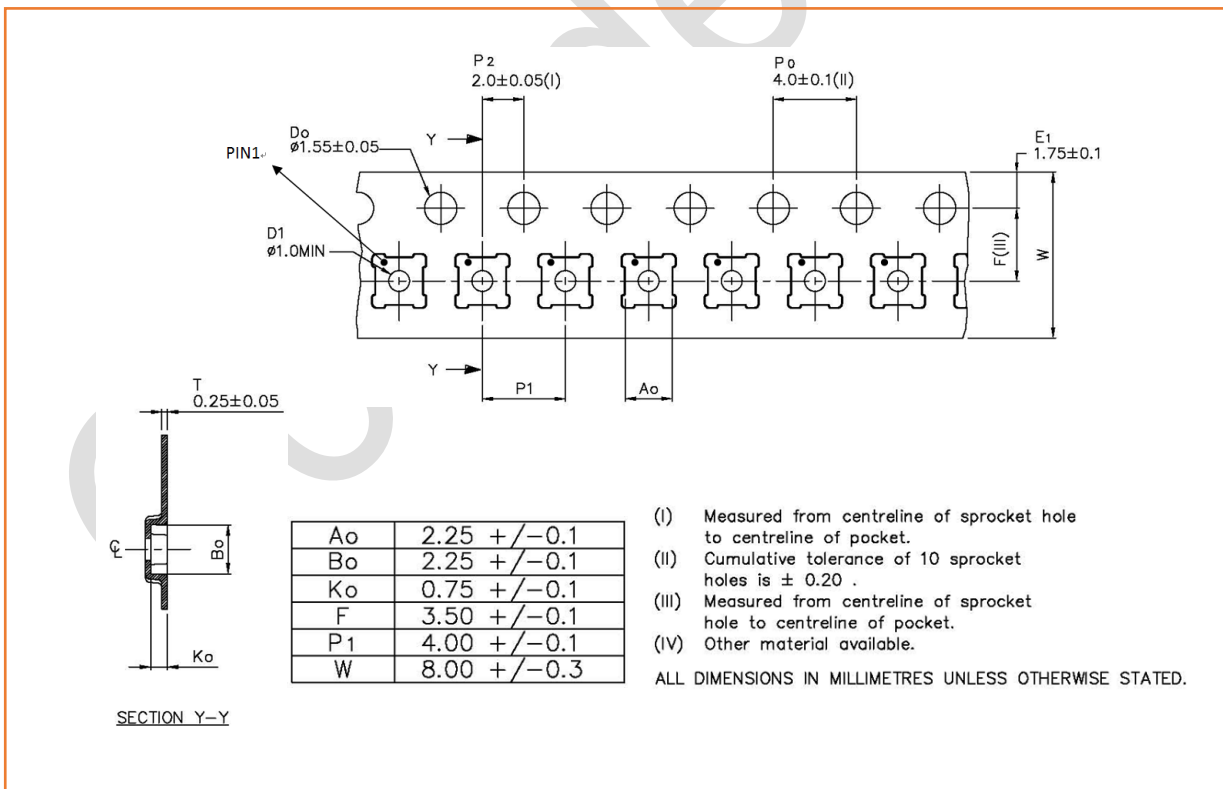 P2
2.0±0.05(I)
Po
4.0±0.1(II)
Do
ø1.55±0.05
Y
E1
1.75±0.1
PIN1
D1
ø1.0MIN
F(III)
W
Y
P1
Ao
T
0.25±0.05
Bo
Ko
SECTION Y-Y
Ao 2.25 +/-0.1
Bo 2.25 +/-0.1
Ko 0.75 +/-0.1
F 3.50 +/-0.1
P1 4.00 +/-0.1
W 8.00 +/-0.3
(I) Measured from centreline of sprocket hole
to centreline of pocket.
(II) Cumulative tolerance of 10 sprocket
holes is ± 0.20 .
(III) Measured from centreline of sprocket
hole to centreline of pocket.
(IV) Other material available.
ALL DIMENSIONS IN MILLIMETRES UNLESS OTHERWISE STATED.